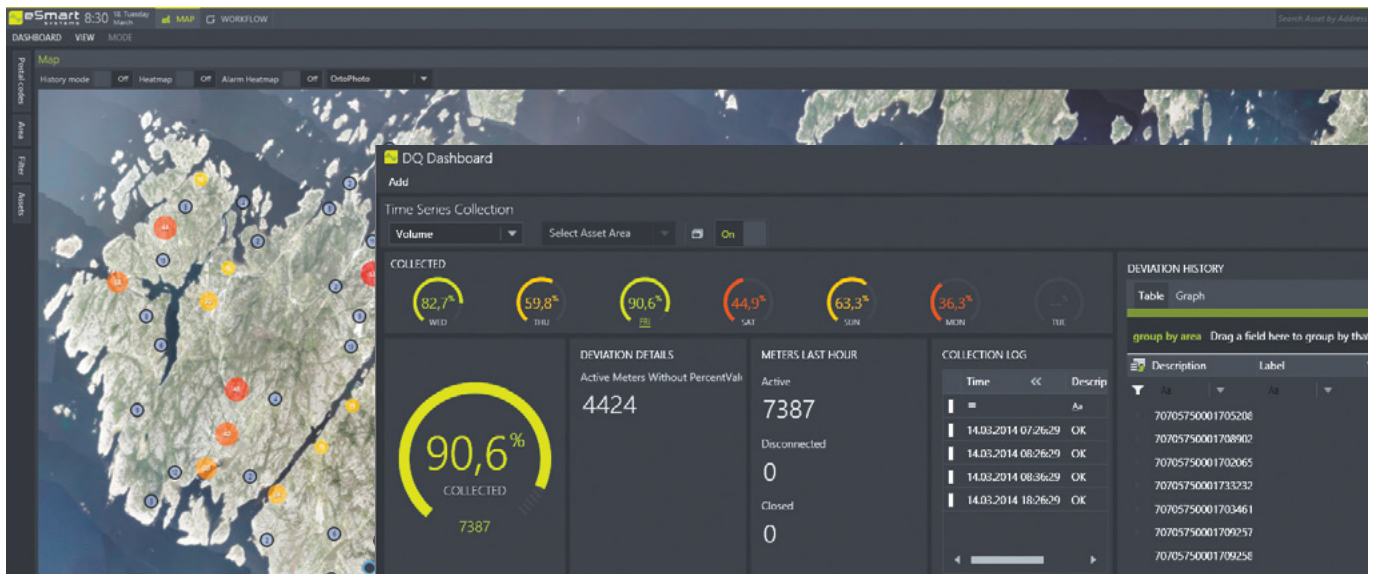 eSmart systems 8:30 18. Tuesday March MAP WORKFLOW Search Asset by Address
DASHBOARD VIEW MODE
Postal codes
Area
Filter
Assets
Map
History mode Off Heatmap Off Alarm Heatmap Off OrtoPhoto
DQ Dashboard
Add
Time Series Collection
Volume Select Asset Area On
COLLECTED
82,7% 59,8% 90,6% 44,9% 63,3% 36,3% --%
WED THU FRI SAT SUN MON TUE
90,6%
COLLECTED
7387
DEVIATION DETAILS
Active Meters Without PercentValu
4424
METERS LAST HOUR
Active
7387
Disconnected
0
Closed
0
COLLECTION LOG
Time Descrip
= Aa
14.03.2014 07:26:29 OK
14.03.2014 08:26:29 OK
14.03.2014 08:36:29 OK
14.03.2014 18:26:29 OK
DEVIATION HISTORY
Table Graph
group by area Drag a field here to group by that
Description Label
Aa Aa
70705750001705208
70705750001708902
70705750001702065
70705750001733232
70705750001703461
70705750001709257
70705750001709258